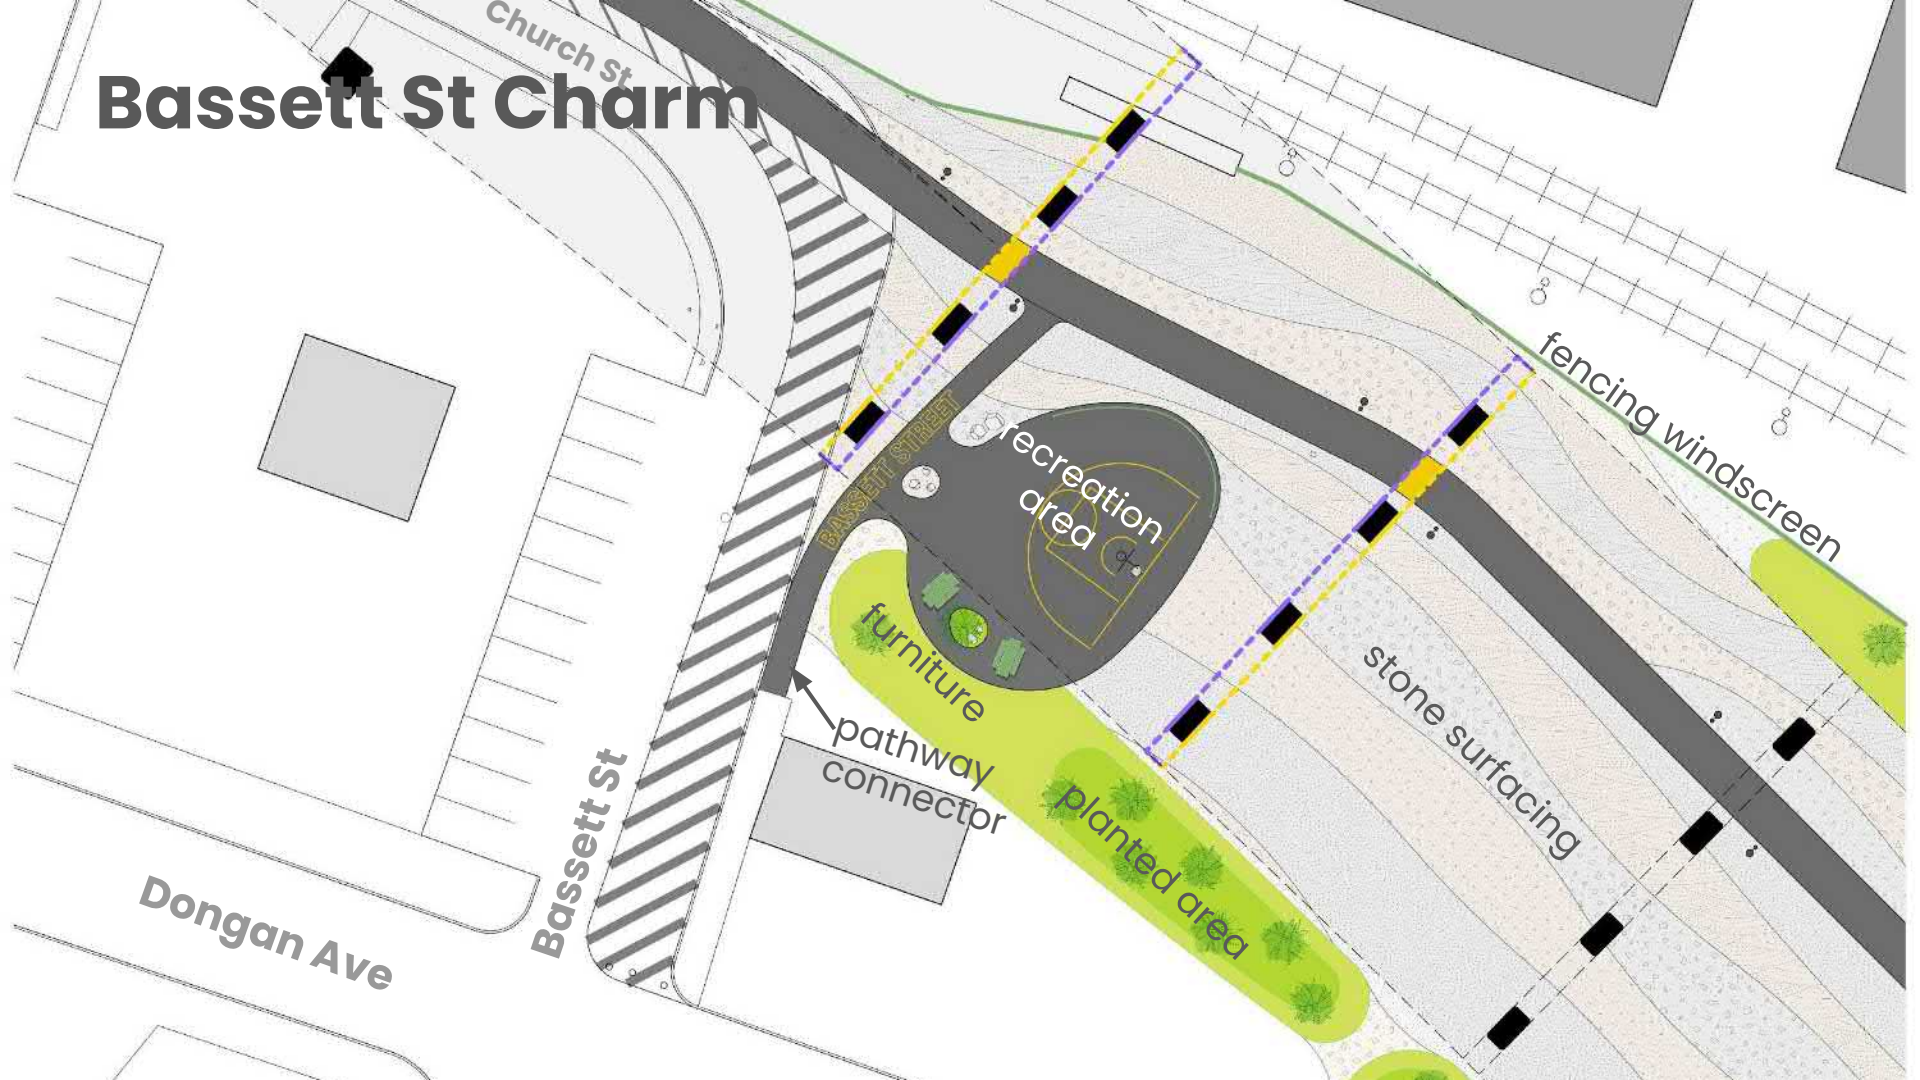 Church St
Bassett St Charm
fencing windscreen
BASSETT STREET
recreation
area
furniture
stone surfacing
pathway
connector
planted area
Bassett St
Dongan Ave